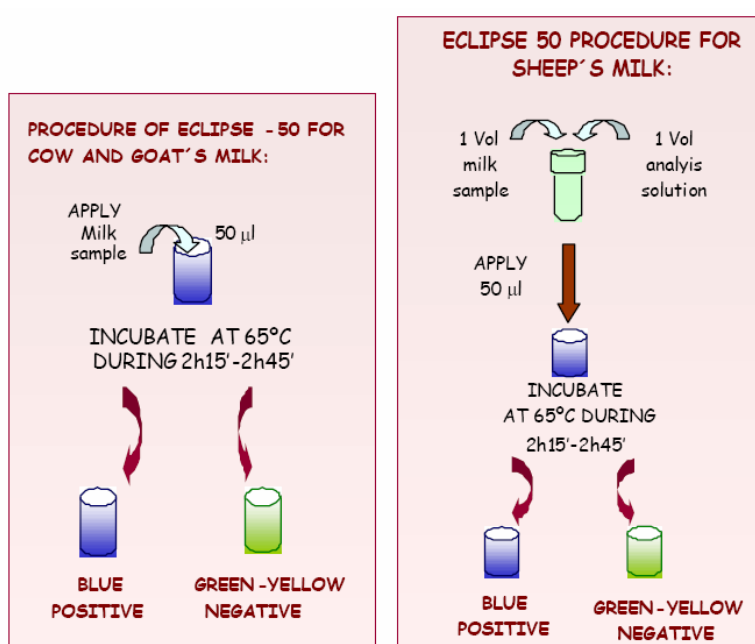 PROCEDURE OF ECLIPSE -50 FOR
COW AND GOAT´S MILK:
APPLY
Milk
sample
50 µl
INCUBATE AT 65ºC
DURING 2h15'-2h45'
BLUE
POSITIVE
GREEN-YELLOW
NEGATIVE
ECLIPSE 50 PROCEDURE FOR
SHEEP´S MILK:
1 Vol
milk
sample
1 Vol
analyis
solution
APPLY
50 µl
INCUBATE
AT 65ºC DURING
2h15'-2h45'
BLUE
POSITIVE
GREEN-YELLOW
NEGATIVE